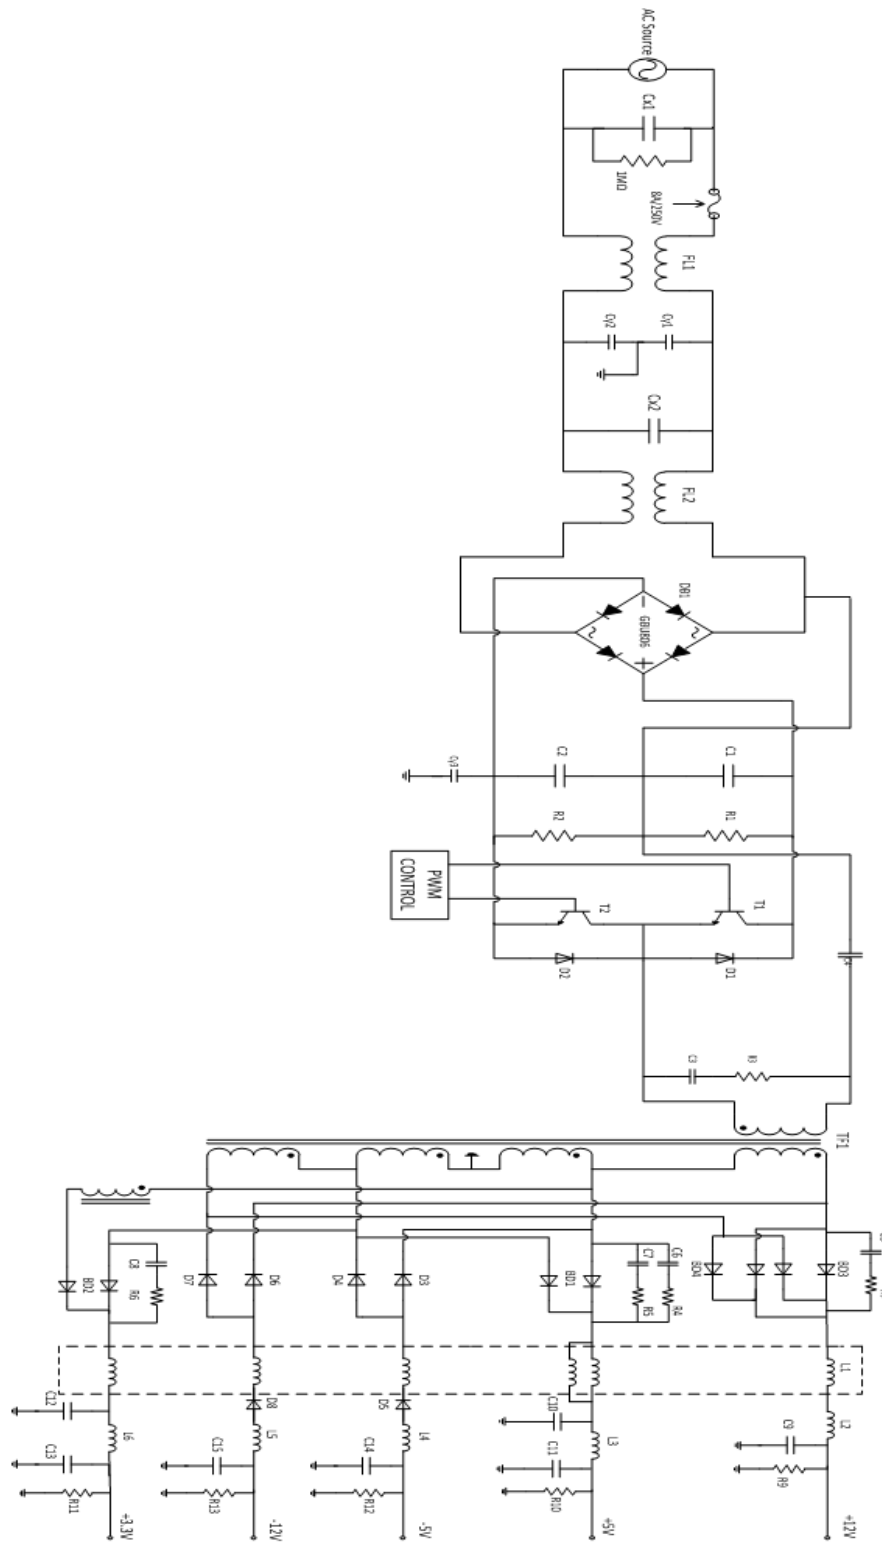 AC Source
Cx1
1MΩ
8A/250V
FL1
Cy2
Cy1
Cx2
FL2
DB1
GBU8D6
C2
C1
Cy3
R2
R1
PWM
CONTROL
T2
T1
D2
D1
C3
R3
TF1
C8
R6
BD2
D7
D6
D4
D3
BD1
C7
C6
R5
R4
BD4
BD3
L1
C12
D8
D5
C10
L6
L5
L4
L3
L2
C13
C15
C14
C11
C9
R11
R13
R12
R10
R9
+3.3V
-12V
-5V
+5V
+12V